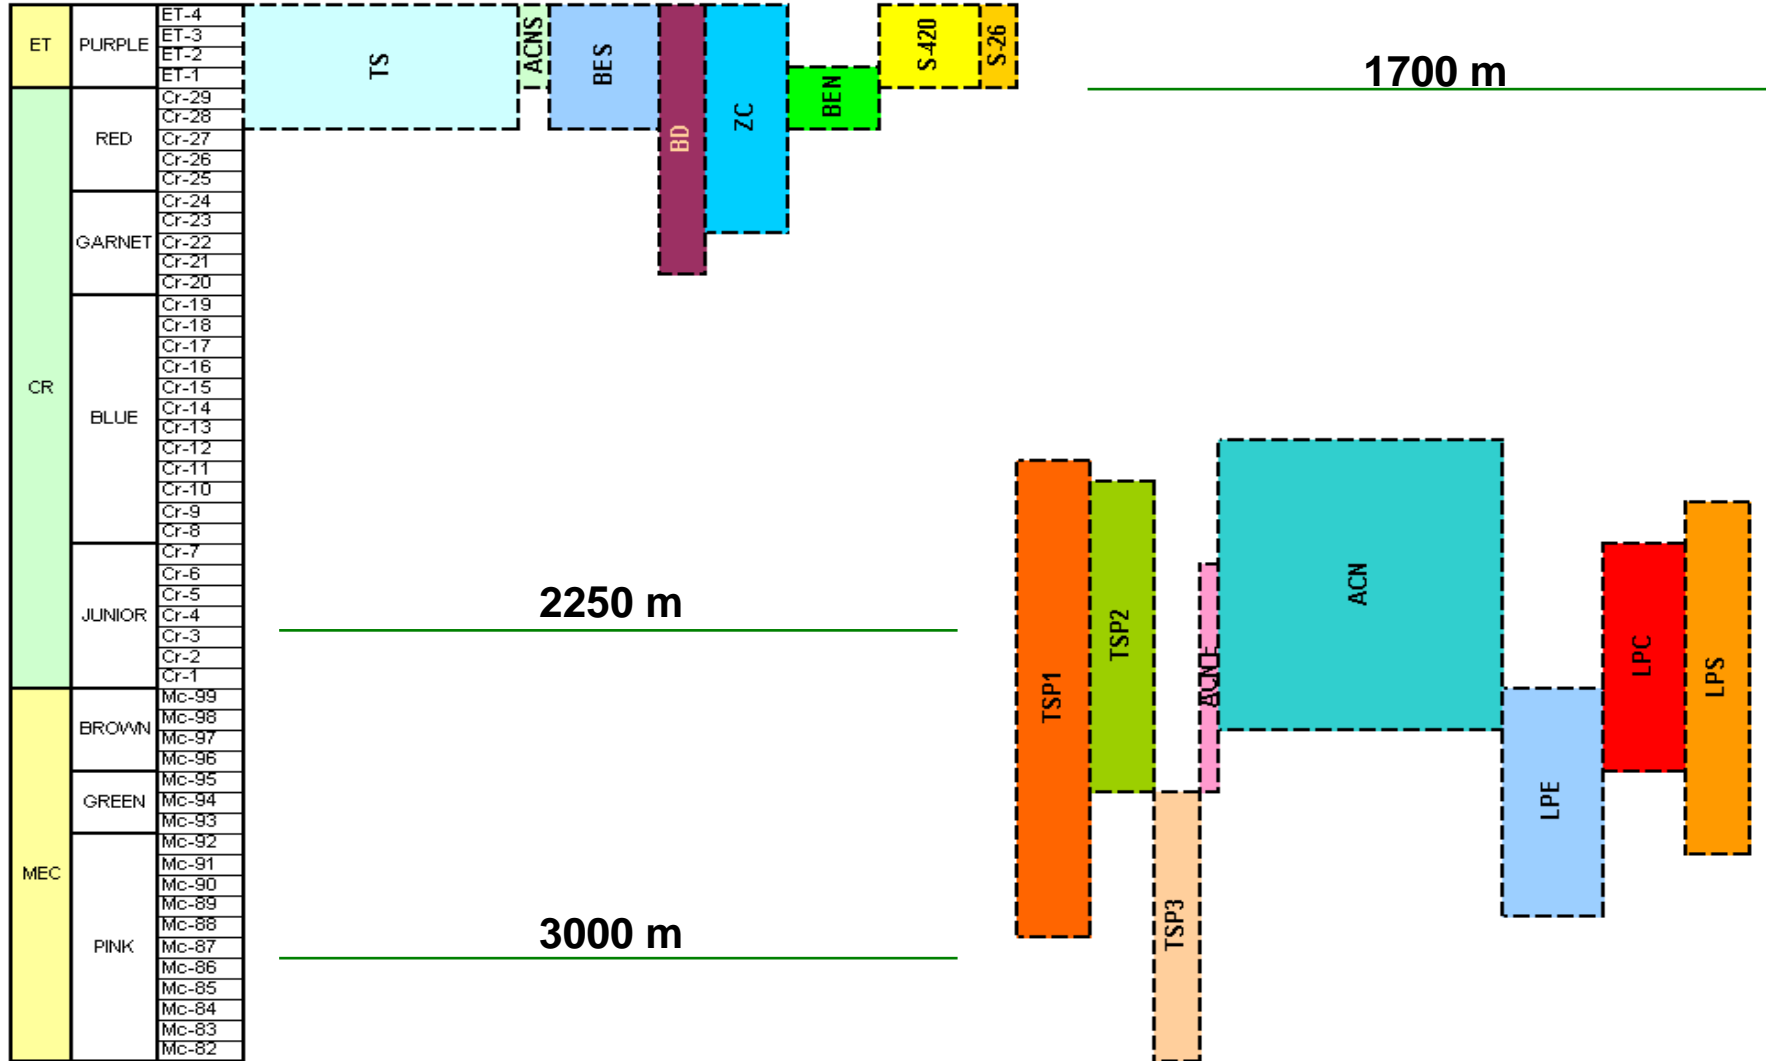 ET
CR
MEC
PURPLE
RED
GARNET
BLUE
JUNIOR
BROWN
GREEN
PINK
ET-4
ET-3
ET-2
ET-1
Cr-29
Cr-28
Cr-27
Cr-26
Cr-25
Cr-24
Cr-23
Cr-22
Cr-21
Cr-20
Cr-19
Cr-18
Cr-17
Cr-16
Cr-15
Cr-14
Cr-13
Cr-12
Cr-11
Cr-10
Cr-9
Cr-8
Cr-7
Cr-6
Cr-5
Cr-4
Cr-3
Cr-2
Cr-1
Mc-99
Mc-98
Mc-97
Mc-96
Mc-95
Mc-94
Mc-93
Mc-92
Mc-91
Mc-90
Mc-89
Mc-88
Mc-87
Mc-86
Mc-85
Mc-84
Mc-83
Mc-82
TS
ACNS
BES
BD
ZC
BEN
S-420
S-26
1700 m
2250 m
3000 m
TSP1
TSP2
TSP3
ACNE
ACN
LPE
LPC
LPS